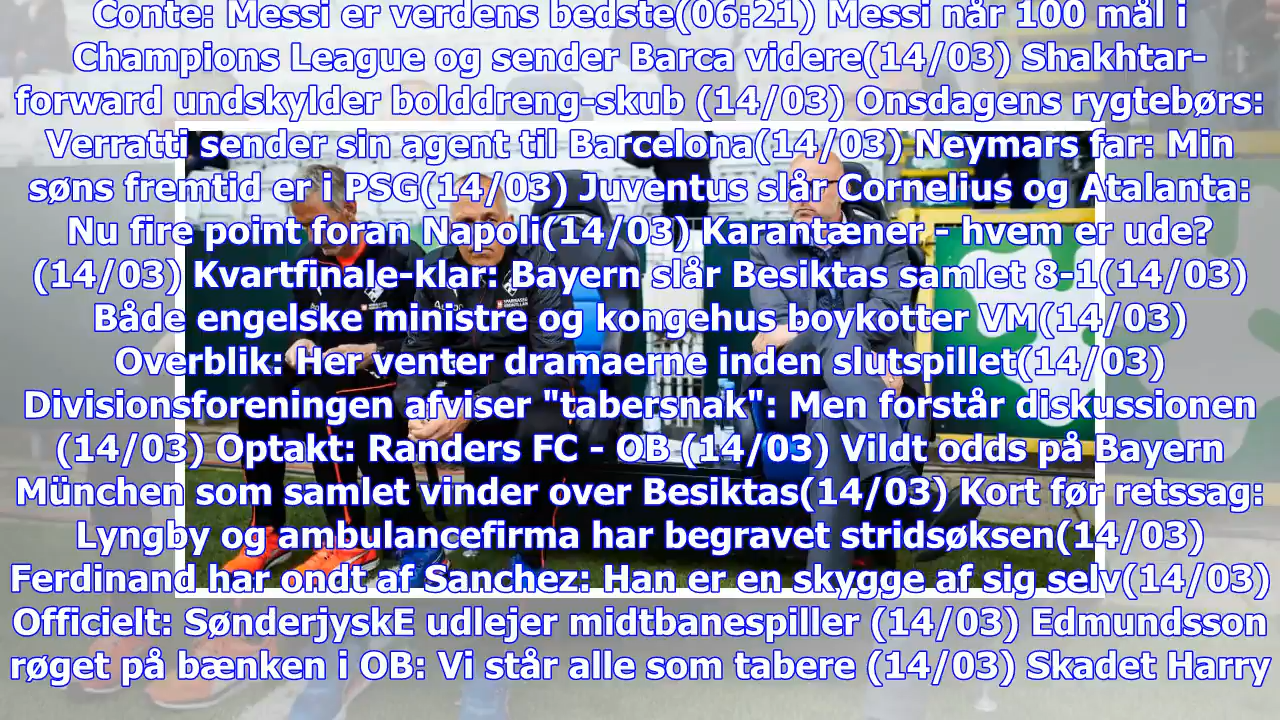 Conte: Messi er verdens bedste(06:21) Messi når 100 mål i
Champions League og sender Barca videre(14/03) Shakhtar-
forward undskylder bolddreng-skub (14/03) Onsdagens rygtebørs:
Verratti sender sin agent til Barcelona(14/03) Neymars far: Min
søns fremtid er i PSG(14/03) Juventus slår Cornelius og Atalanta:
Nu fire point foran Napoli(14/03) Karantæner - hvem er ude?
(14/03) Kvartfinale-klar: Bayern slår Besiktas samlet 8-1(14/03)
Både engelske ministre og kongehus boykotter VM(14/03)
Overblik: Her venter dramaerne inden slutspillet(14/03)
Divisionsforeningen afviser "tabersnak": Men forstår diskussionen
(14/03) Optakt: Randers FC - OB (14/03) Vildt odds på Bayern
München som samlet vinder over Besiktas(14/03) Kort før retssag:
Lyngby og ambulancefirma har begravet stridsøksen(14/03)
Ferdinand har ondt af Sanchez: Han er en skygge af sig selv(14/03)
Officielt: SønderjyskE udlejer midtbanespiller (14/03) Edmundsson
røget på bænken i OB: Vi står alle som tabere (14/03) Skadet Harry